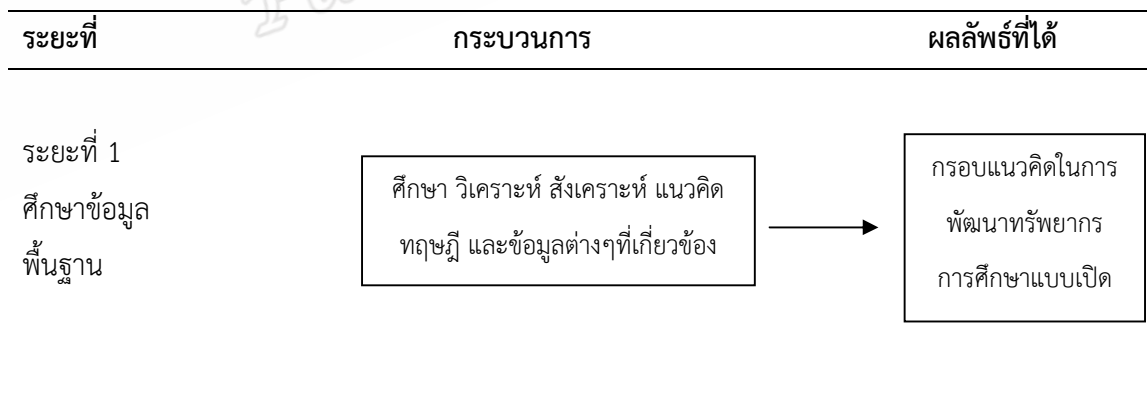 ระยะที่ กระบวนการ ผลลัพธ์ที่ได้
ระยะที่ 1
ศึกษาข้อมูล
พื้นฐาน
ศึกษา วิเคราะห์ สังเคราะห์ แนวคิด
ทฤษฎี และข้อมูลต่างๆที่เกี่ยวข้อง
กรอบแนวคิดในการ
พัฒนาทรัพยากร
การศึกษาแบบเปิด